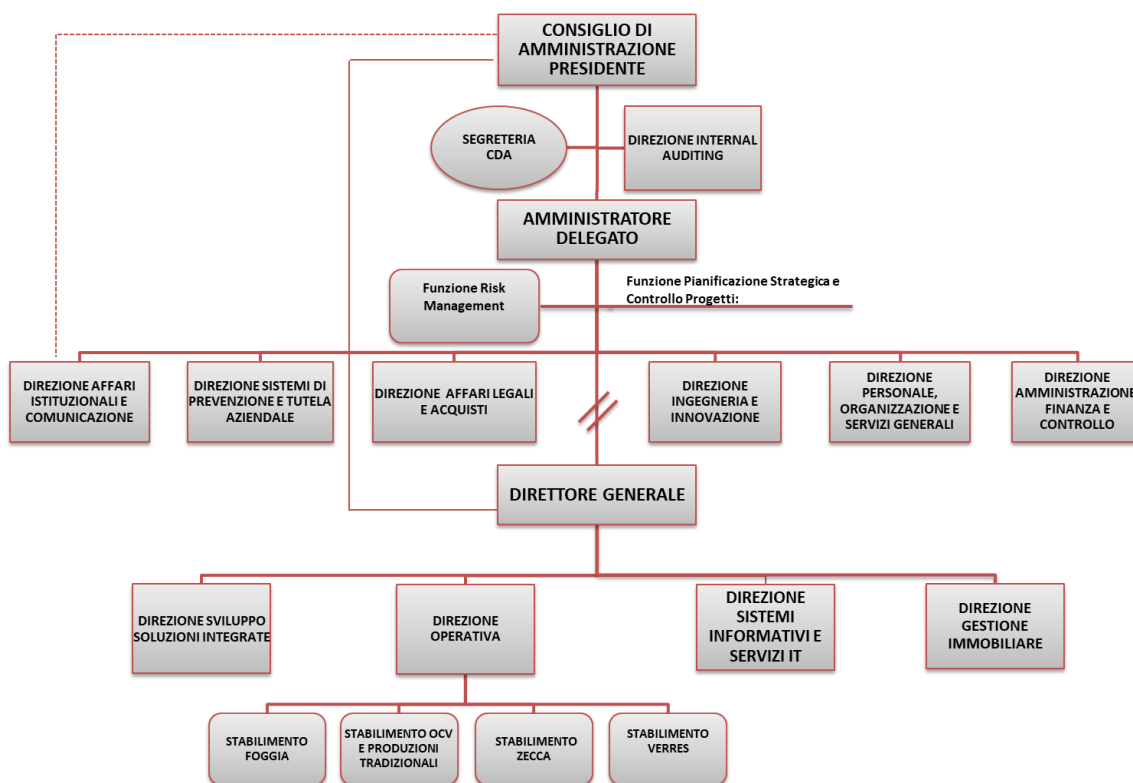 CONSIGLIO DI
AMMINISTRAZIONE
PRESIDENTE
SEGRETERIA
CDA
DIREZIONE INTERNAL
AUDITING
AMMINISTRATORE
DELEGATO
Funzione Risk
Management
Funzione Pianificazione Strategica e
Controllo Progetti:
DIREZIONE AFFARI
ISTITUZIONALI E
COMUNICAZIONE
DIREZIONE SISTEMI DI
PREVENZIONE E TUTELA
AZIENDALE
DIREZIONE AFFARI LEGALI
E ACQUISTI
DIREZIONE
INGEGNERIA E
INNOVAZIONE
DIREZIONE
PERSONALE,
ORGANIZZAZIONE E
SERVIZI GENERALI
DIREZIONE
AMMINISTRAZIONE
FINANZA E
CONTROLLO
DIRETTORE GENERALE
DIREZIONE SVILUPPO
SOLUZIONI INTEGRATE
DIREZIONE
OPERATIVA
DIREZIONE
SISTEMI
INFORMATIVI E
SERVIZI IT
DIREZIONE
GESTIONE
IMMOBILIARE
STABILIMENTO
FOGGIA
STABILIMENTO OCV
E PRODUZIONI
TRADIZIONALI
STABILIMENTO
ZECCA
STABILIMENTO
VERRES